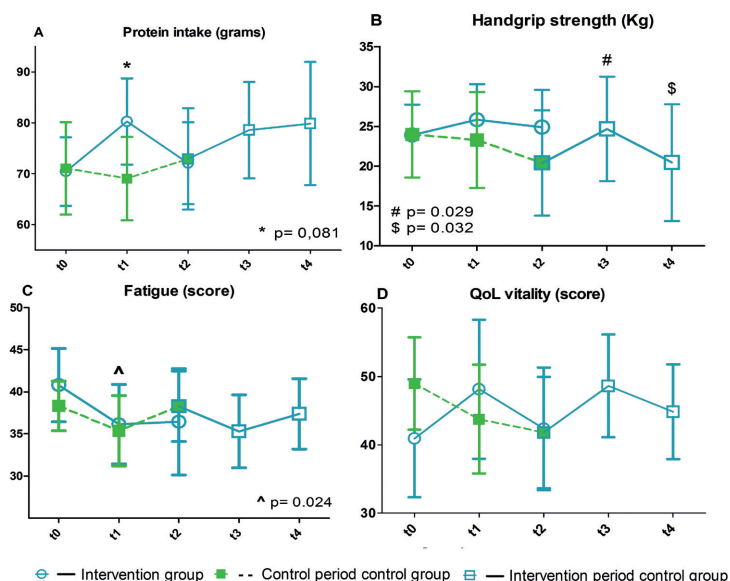 A
Protein intake (grams)
90
80
70
60
*
* p= 0,081
t0 t1 t2 t3 t4
B
Handgrip strength (Kg)
35
30
25
20
15
10
#
$
# p= 0.029
$ p= 0.032
t0 t1 t2 t3 t4
C
Fatigue (score)
50
45
40
35
30
^
^ p= 0.024
t0 t1 t2 t3 t4
D
QoL vitality (score)
60
50
40
30
t0 t1 t2 t3 t4
Intervention group Control period control group Intervention period control group